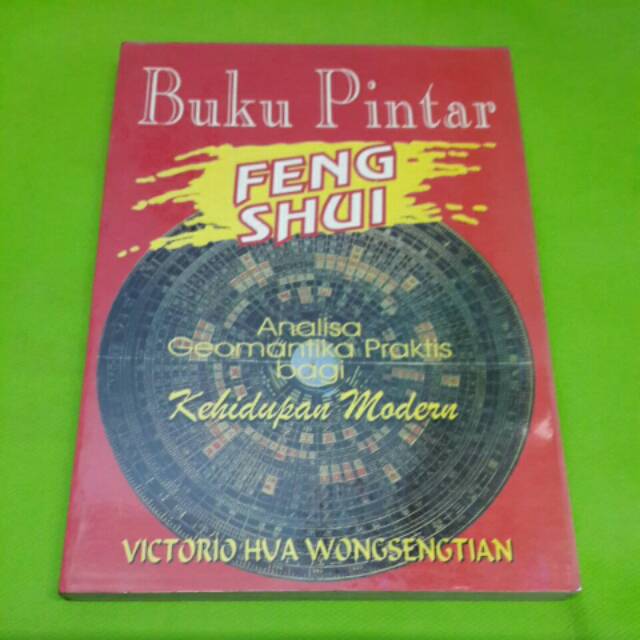 Buku Pintar
FENG
SHUI
Analisa
Geomantika Praktis
bagi
Kehidupan Modern
VICTORIO HUA WONGSENGTIAN